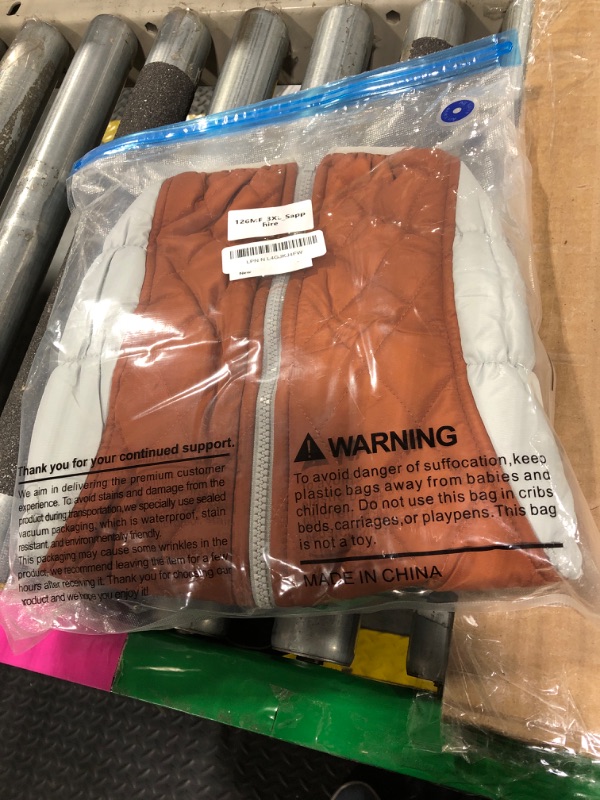 3XL_Sapp
hire
New
Thank you for your continued support.
We aim in delivering the premium customer
experience. To avoid stains and damage from the
product during transportation, we specially use sealed
vacuum packaging, which is waterproof, stain
resistant, and environmentally friendly.
This packaging may cause some wrinkles in the
product, we recommend leaving the item for a few
hours after receiving it. Thank you for choosing our
product and we hope you enjoy it!
WARNING
To avoid danger of suffocation,keep
plastic bags away from babies and
children. Do not use this bag in cribs
beds,carriages,or playpens.This bag
is not a toy.
MADE IN CHINA